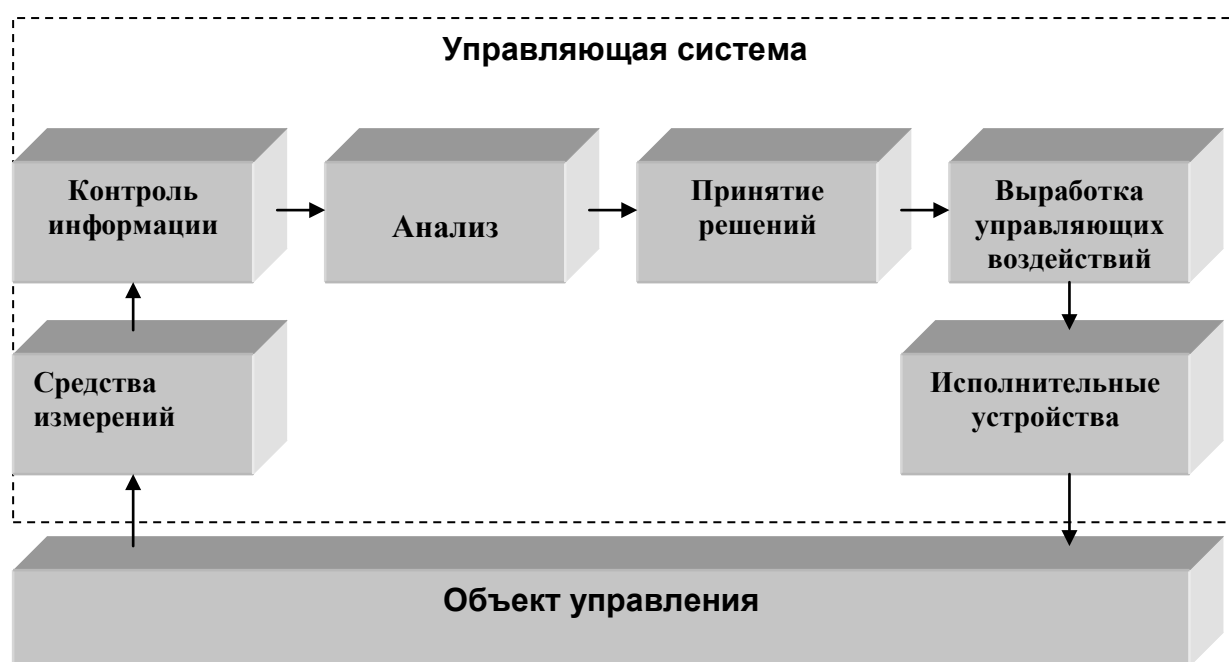 Управляющая система
Контроль
информации
Анализ
Принятие
решений
Выработка
управляющих
воздействий
Средства
измерений
Исполнительные
устройства
Объект управления